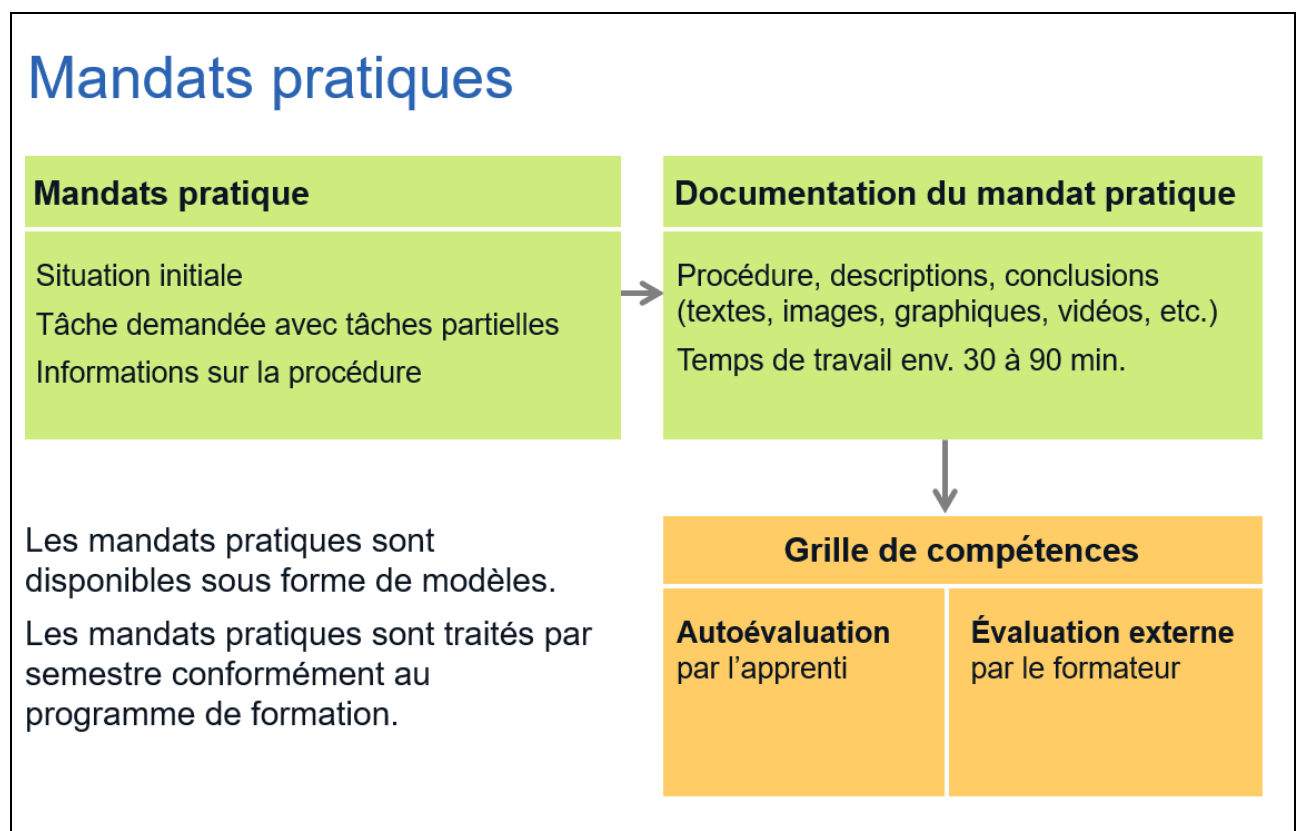 Mandats pratiques
Mandats pratique
Situation initiale
Tâche demandée avec tâches partielles
Informations sur la procédure
Documentation du mandat pratique
Procédure, descriptions, conclusions
(textes, images, graphiques, vidéos, etc.)
Temps de travail env. 30 à 90 min.
Les mandats pratiques sont
disponibles sous forme de modèles.
Les mandats pratiques sont traités par
semestre conformément au
programme de formation.
Grille de compétences
Autoévaluation
par l’apprenti
Évaluation externe
par le formateur